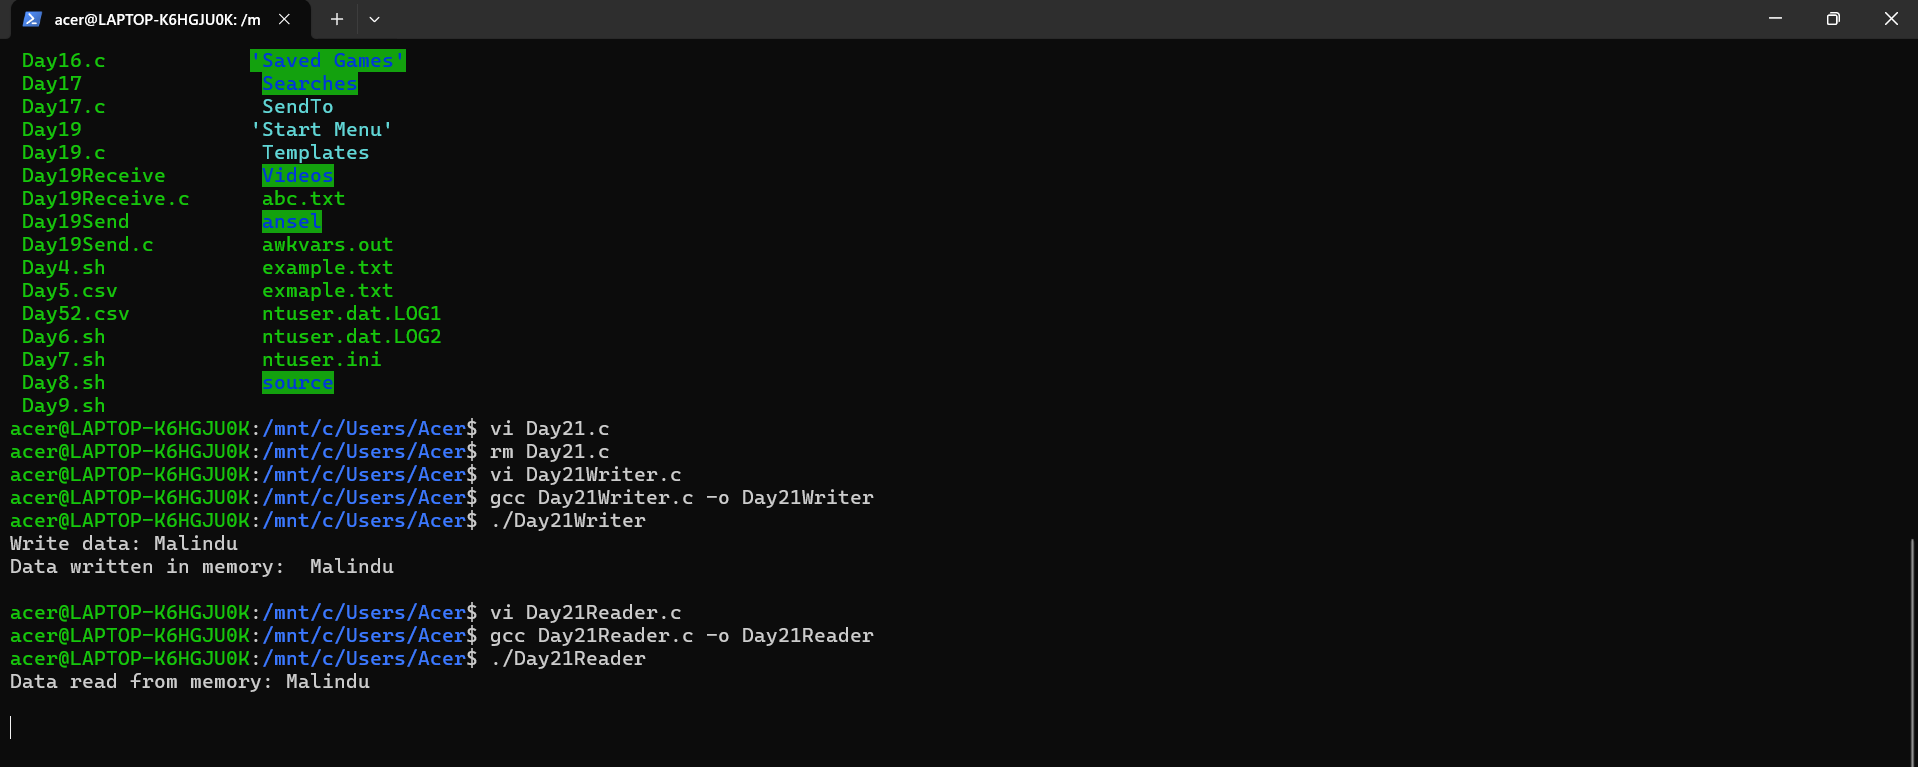 acer@LAPTOP-K6HGJU0K: /m
Day16.c 'Saved Games'
Day17 Searches
Day17.c SendTo
Day19 'Start Menu'
Day19.c Templates
Day19Receive Videos
Day19Receive.c abc.txt
Day19Send ansel
Day19Send.c awkvars.out
Day4.sh example.txt
Day5.csv exmaple.txt
Day52.csv ntuser.dat.LOG1
Day6.sh ntuser.dat.LOG2
Day7.sh ntuser.ini
Day8.sh source
Day9.sh
acer@LAPTOP-K6HGJU0K:/mnt/c/Users/Acer$ vi Day21.c
acer@LAPTOP-K6HGJU0K:/mnt/c/Users/Acer$ rm Day21.c
acer@LAPTOP-K6HGJU0K:/mnt/c/Users/Acer$ vi Day21Writer.c
acer@LAPTOP-K6HGJU0K:/mnt/c/Users/Acer$ gcc Day21Writer.c -o Day21Writer
acer@LAPTOP-K6HGJU0K:/mnt/c/Users/Acer$ ./Day21Writer
Write data: Malindu
Data written in memory:  Malindu
acer@LAPTOP-K6HGJU0K:/mnt/c/Users/Acer$ vi Day21Reader.c
acer@LAPTOP-K6HGJU0K:/mnt/c/Users/Acer$ gcc Day21Reader.c -o Day21Reader
acer@LAPTOP-K6HGJU0K:/mnt/c/Users/Acer$ ./Day21Reader
Data read from memory: Malindu